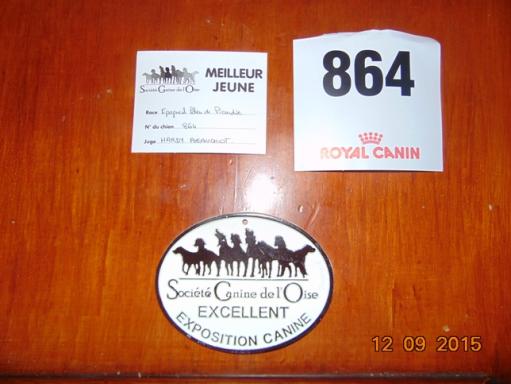 MEILLEUR
JEUNE
Société Canine de l'Oise
Race Epagneul Bleu de Picardie
N° du chien 864
Juge HARDY
864
ROYAL CANIN
Société Canine de l'Oise
EXCELLENT
EXPOSITION CANINE
12 09 2015